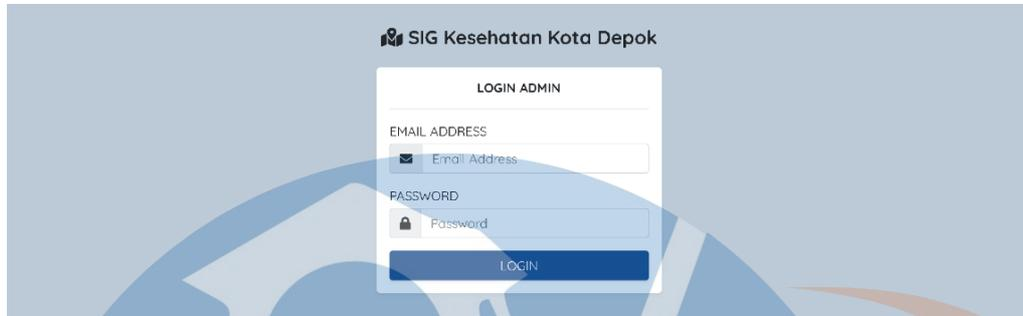 SIG Kesehatan Kota Depok
LOGIN ADMIN
EMAIL ADDRESS
Email Address
PASSWORD
Password
LOGIN